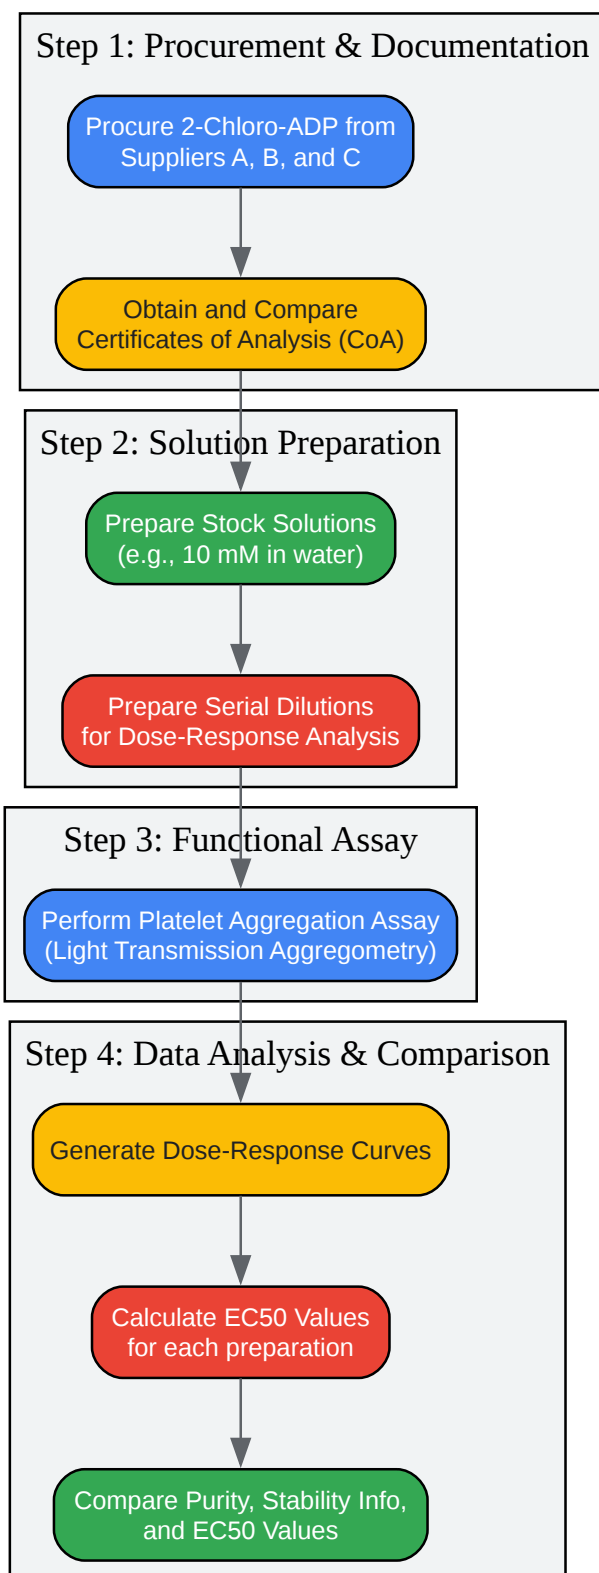 Step 1: Procurement & Documentation
Procure 2-Chloro-ADP from
Suppliers A, B, and C
Obtain and Compare
Certificates of Analysis (CoA)
Step 2: Solution Preparation
Prepare Stock Solutions
(e.g., 10 mM in water)
Prepare Serial Dilutions
for Dose-Response Analysis
Step 3: Functional Assay
Perform Platelet Aggregation Assay
(Light Transmission Aggregometry)
Step 4: Data Analysis & Comparison
Generate Dose-Response Curves
Calculate EC50 Values
for each preparation
Compare Purity, Stability Info,
and EC50 Values